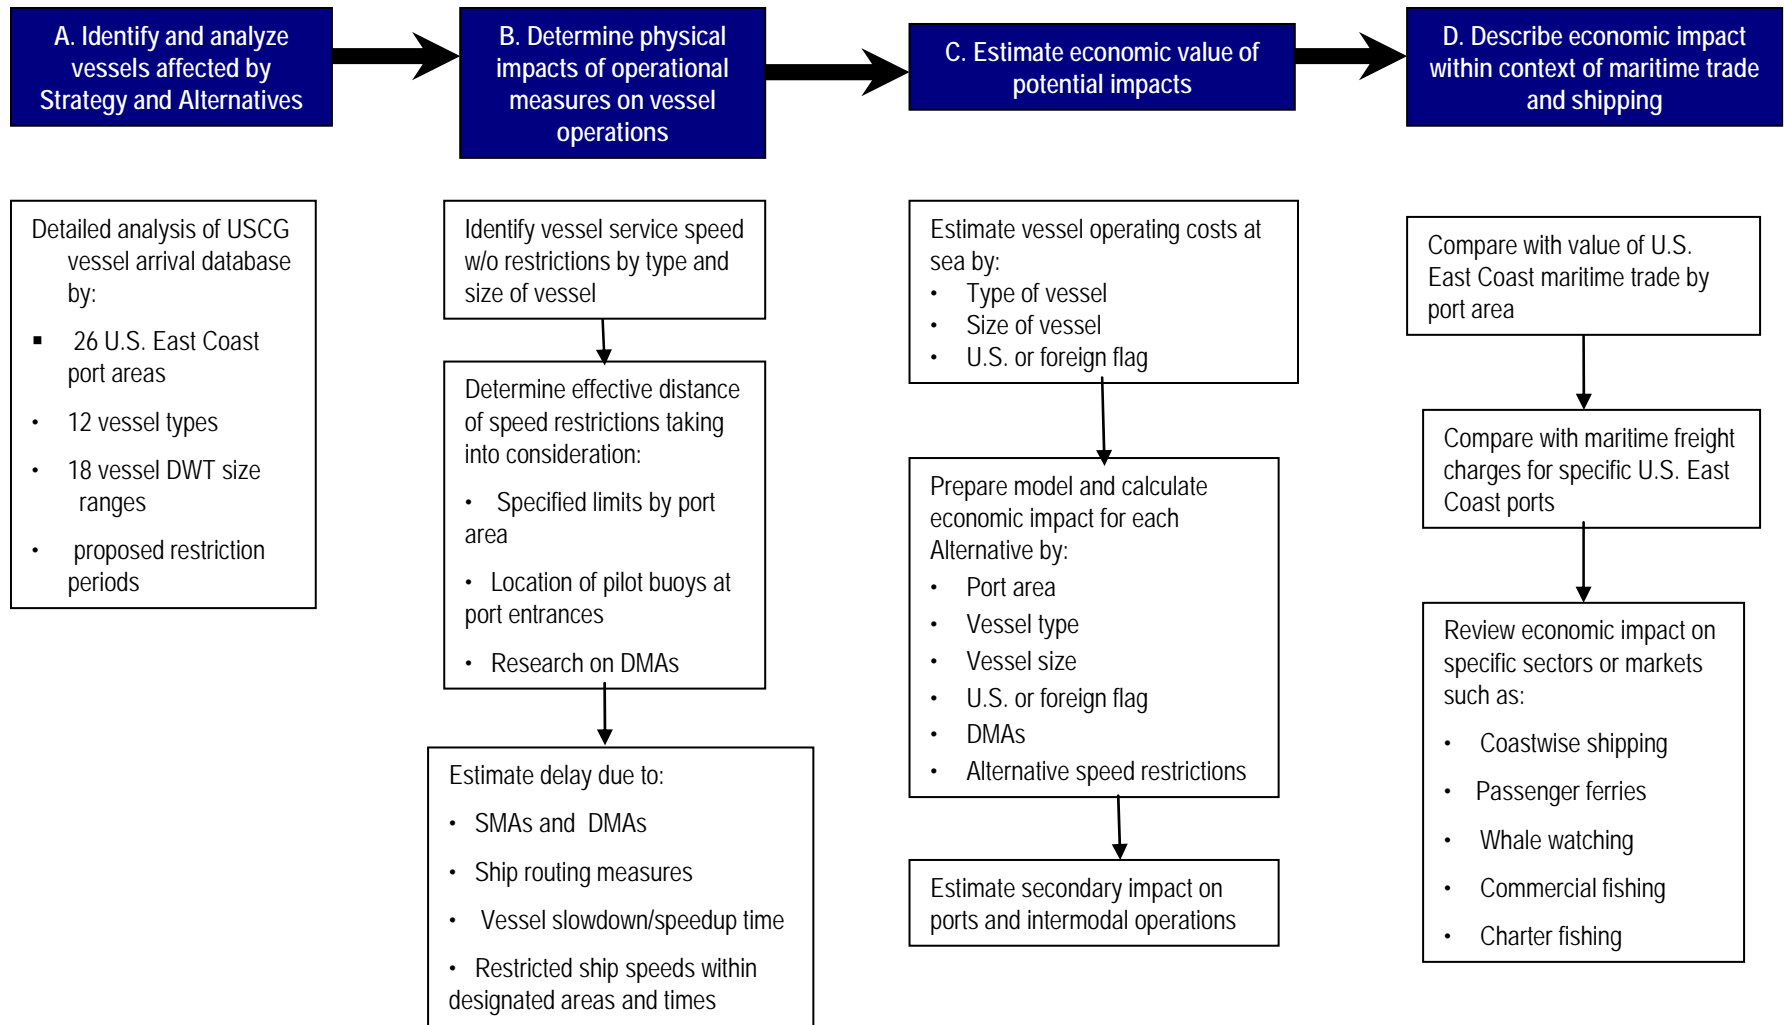 A. Identify and analyze
vessels affected by
Strategy and Alternatives
B. Determine physical
impacts of operational
measures on vessel
operations
C. Estimate economic value of
potential impacts
D. Describe economic impact
within context of maritime trade
and shipping
Detailed analysis of USCG
vessel arrival database
by:
▪ 26 U.S. East Coast
port areas
• 12 vessel types
• 18 vessel DWT size
ranges
• proposed restriction
periods
Identify vessel service speed
w/o restrictions by type and
size of vessel
Determine effective distance
of speed restrictions taking
into consideration:
• Specified limits by port
area
• Location of pilot buoys at
port entrances
• Research on DMAs
Estimate delay due to:
• SMAs and DMAs
• Ship routing measures
• Vessel slowdown/speedup time
• Restricted ship speeds within
designated areas and times
Estimate vessel operating costs at
sea by:
• Type of vessel
• Size of vessel
• U.S. or foreign flag
Prepare model and calculate
economic impact for each
Alternative by:
• Port area
• Vessel type
• Vessel size
• U.S. or foreign flag
• DMAs
• Alternative speed restrictions
Estimate secondary impact on
ports and intermodal operations
Compare with value of U.S.
East Coast maritime trade by
port area
Compare with maritime freight
charges for specific U.S. East
Coast ports
Review economic impact on
specific sectors or markets
such as:
• Coastwise shipping
• Passenger ferries
• Whale watching
• Commercial fishing
• Charter fishing